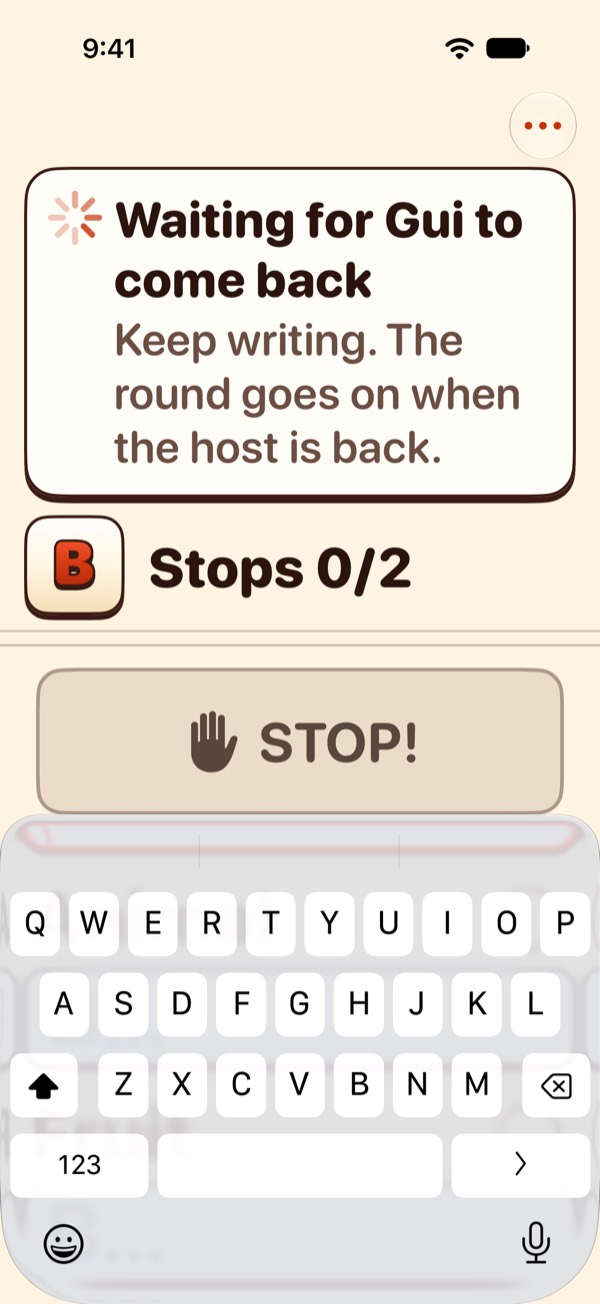 9:41
Waiting for Gui to
come back
Keep writing. The
round goes on when
the host is back.
B
Stops 0/2
STOP!
Q W E R T Y U I O P
A S D F G H J K L
Z X C V B N M
123
Fruit
B...